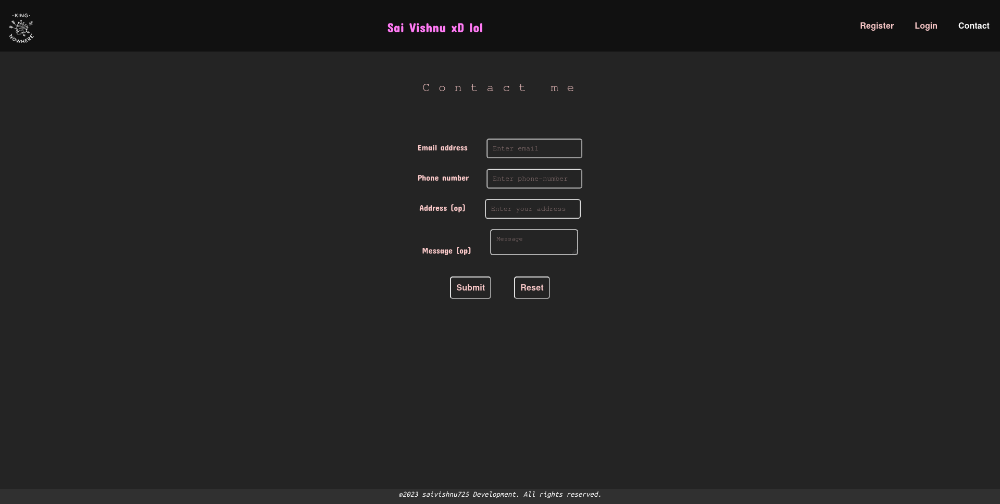 · KING ·
NOWHERE
Sai Vishnu xD lol
Register Login Contact
Contact me
Email address Enter email
Phone number Enter phone-number
Address (op) Enter your address
Message (op) Message
Submit Reset
©2023 saivishnu725 Development. All rights reserved.